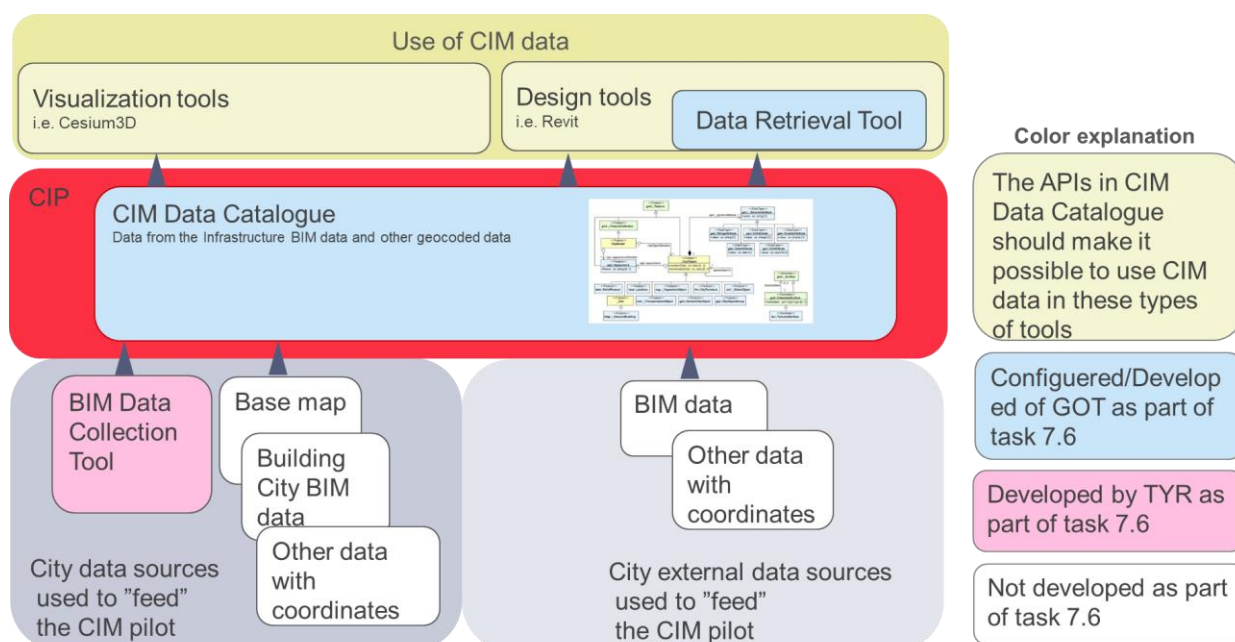 Use of CIM data
Visualization tools
i.e. Cesium3D
Design tools
i.e. Revit
Data Retrieval Tool
CIP
CIM Data Catalogue
Data from the Infrastructure BIM data and other geocoded data
BIM Data
Collection
Tool
Base map
Building
City BIM
data
Other data
with
coordinates
City data sources
used to ”feed”
the CIM pilot
BIM data
Other data
with
coordinates
City external data sources
used to ”feed”
the CIM pilot
Color explanation
The APIs in CIM
Data Catalogue
should make it
possible to use CIM
data in these types
of tools
Configuered/Develop
ed of GOT as part of
task 7.6
Developed by TYR as
part of task 7.6
Not developed as part
of task 7.6